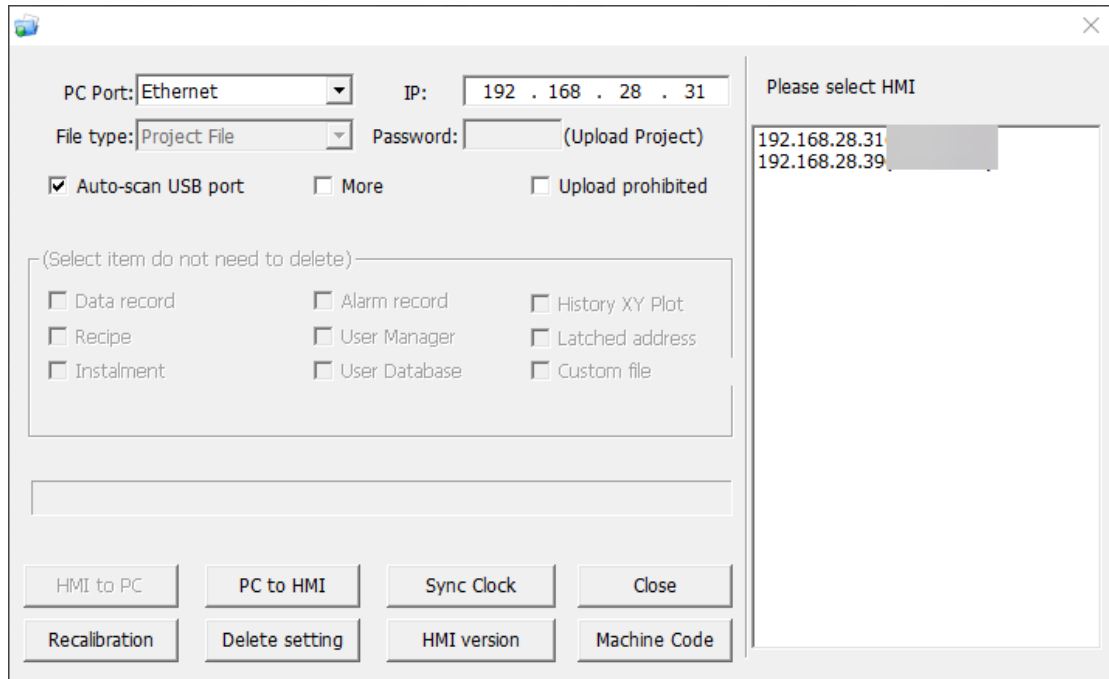 PC Port: Ethernet IP: 192 . 168 . 28 . 31
File type: Project File Password: (Upload Project)
Auto-scan USB port More Upload prohibited
(Select item do not need to delete)
Data record Alarm record History XY Plot
Recipe User Manager Latched address
Instalment User Database Custom file
HMI to PC PC to HMI Sync Clock Close
Recalibration Delete setting HMI version Machine Code
Please select HMI
192.168.28.31
192.168.28.39